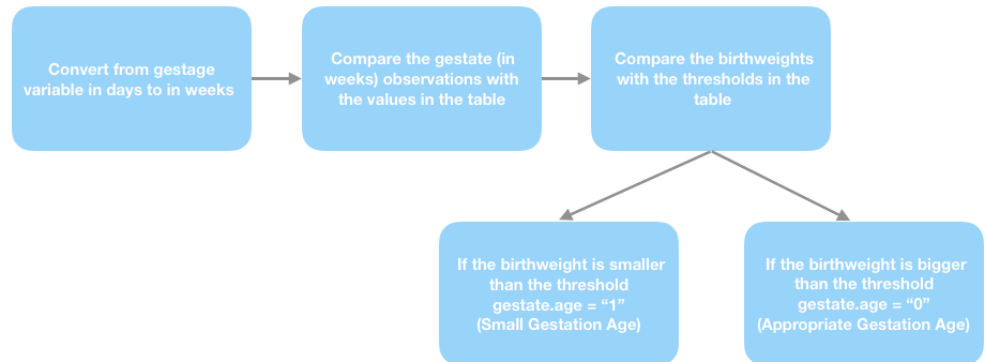 Convert from gestage
variable in days to in weeks
Compare the gestate (in
weeks) observations with
the values in the table
Compare the birthweights
with the thresholds in the
table
If the birthweight is smaller
than the threshold
gestate.age = “1”
(Small Gestation Age)
If the birthweight is bigger
than the threshold
gestate.age = “0”
(Appropriate Gestation Age)